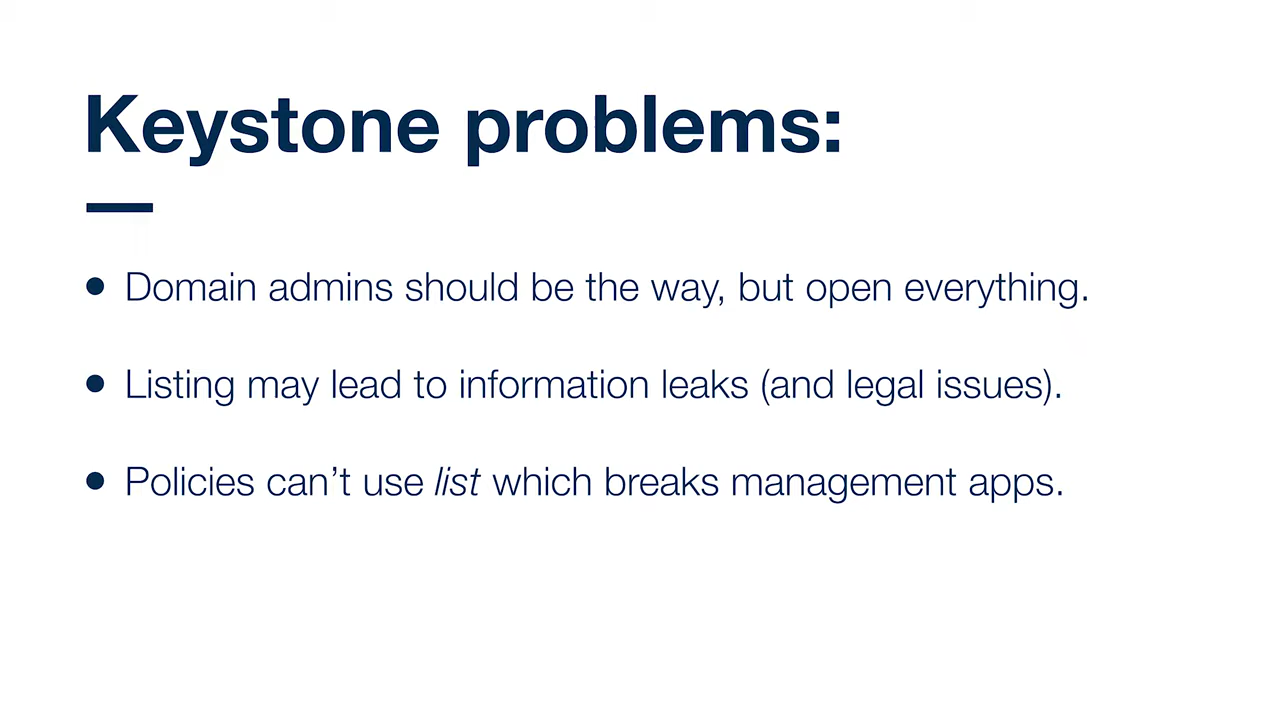 Keystone problems:
• Domain admins should be the way, but open everything.
• Listing may lead to information leaks (and legal issues).
• Policies can’t use list which breaks management apps.